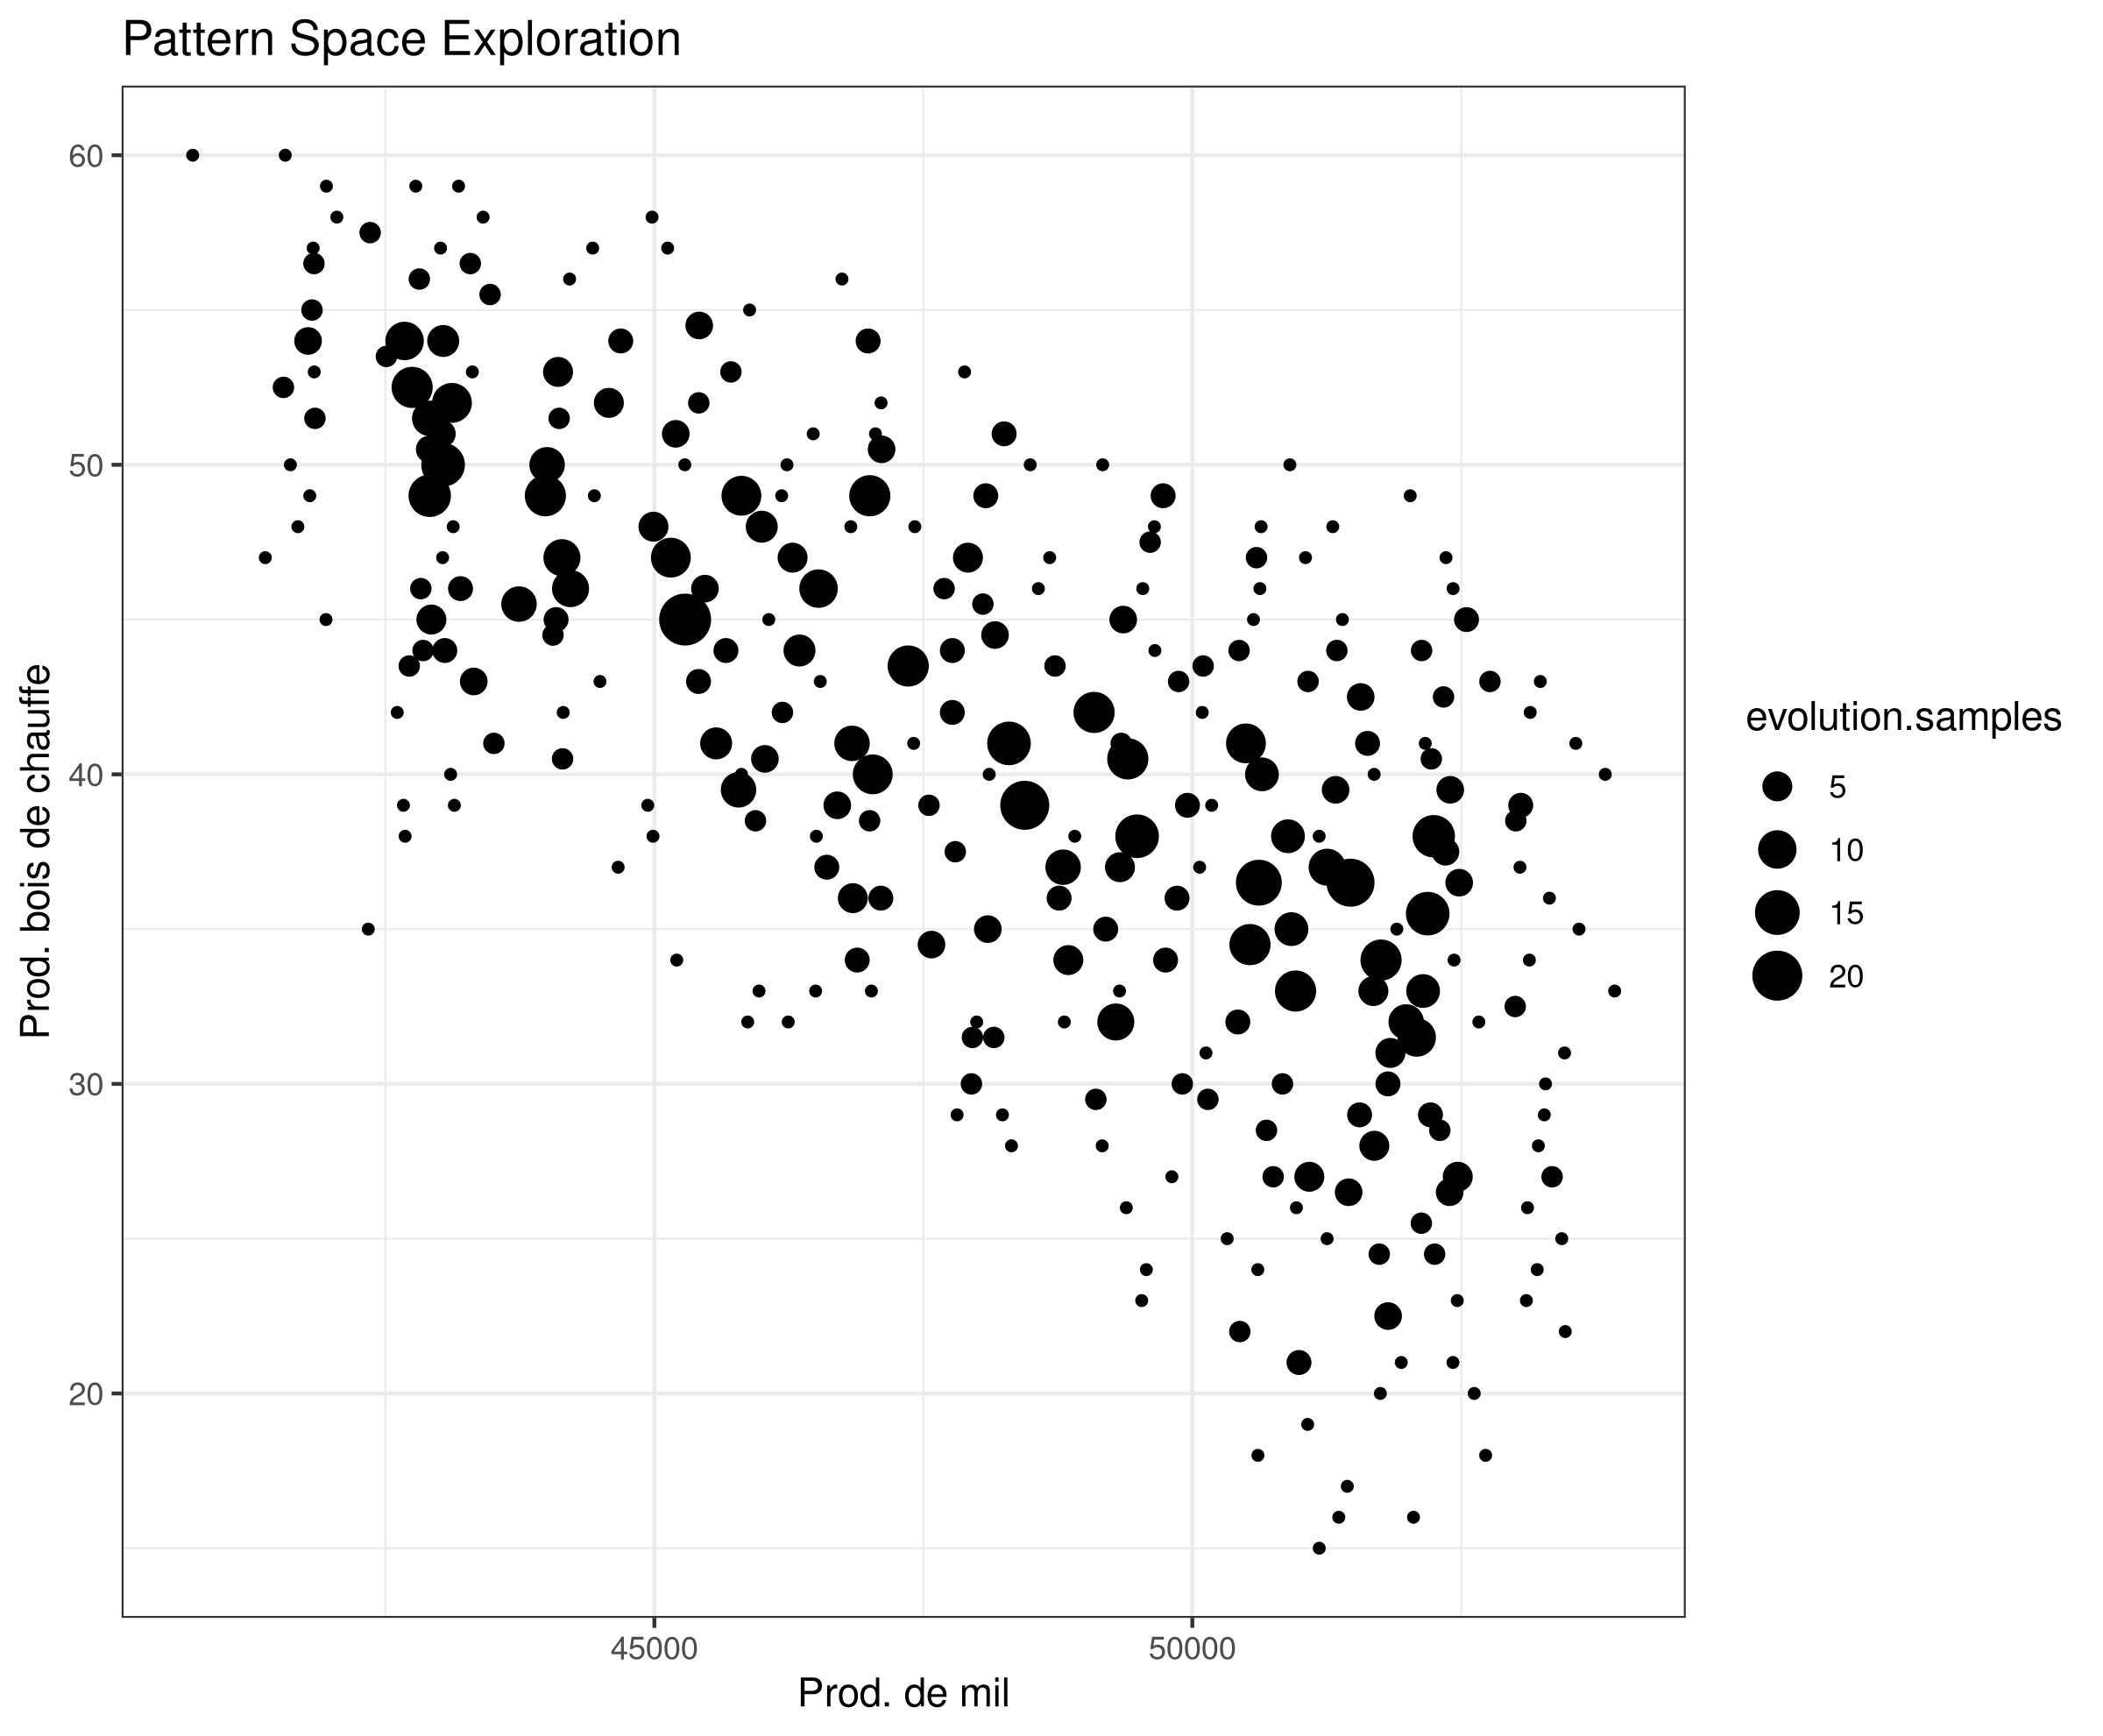 Pattern Space Exploration
Prod. bois de chauffe
60
50
40
30
20
45000
50000
Prod. de mil
evolution.samples
5
10
15
20